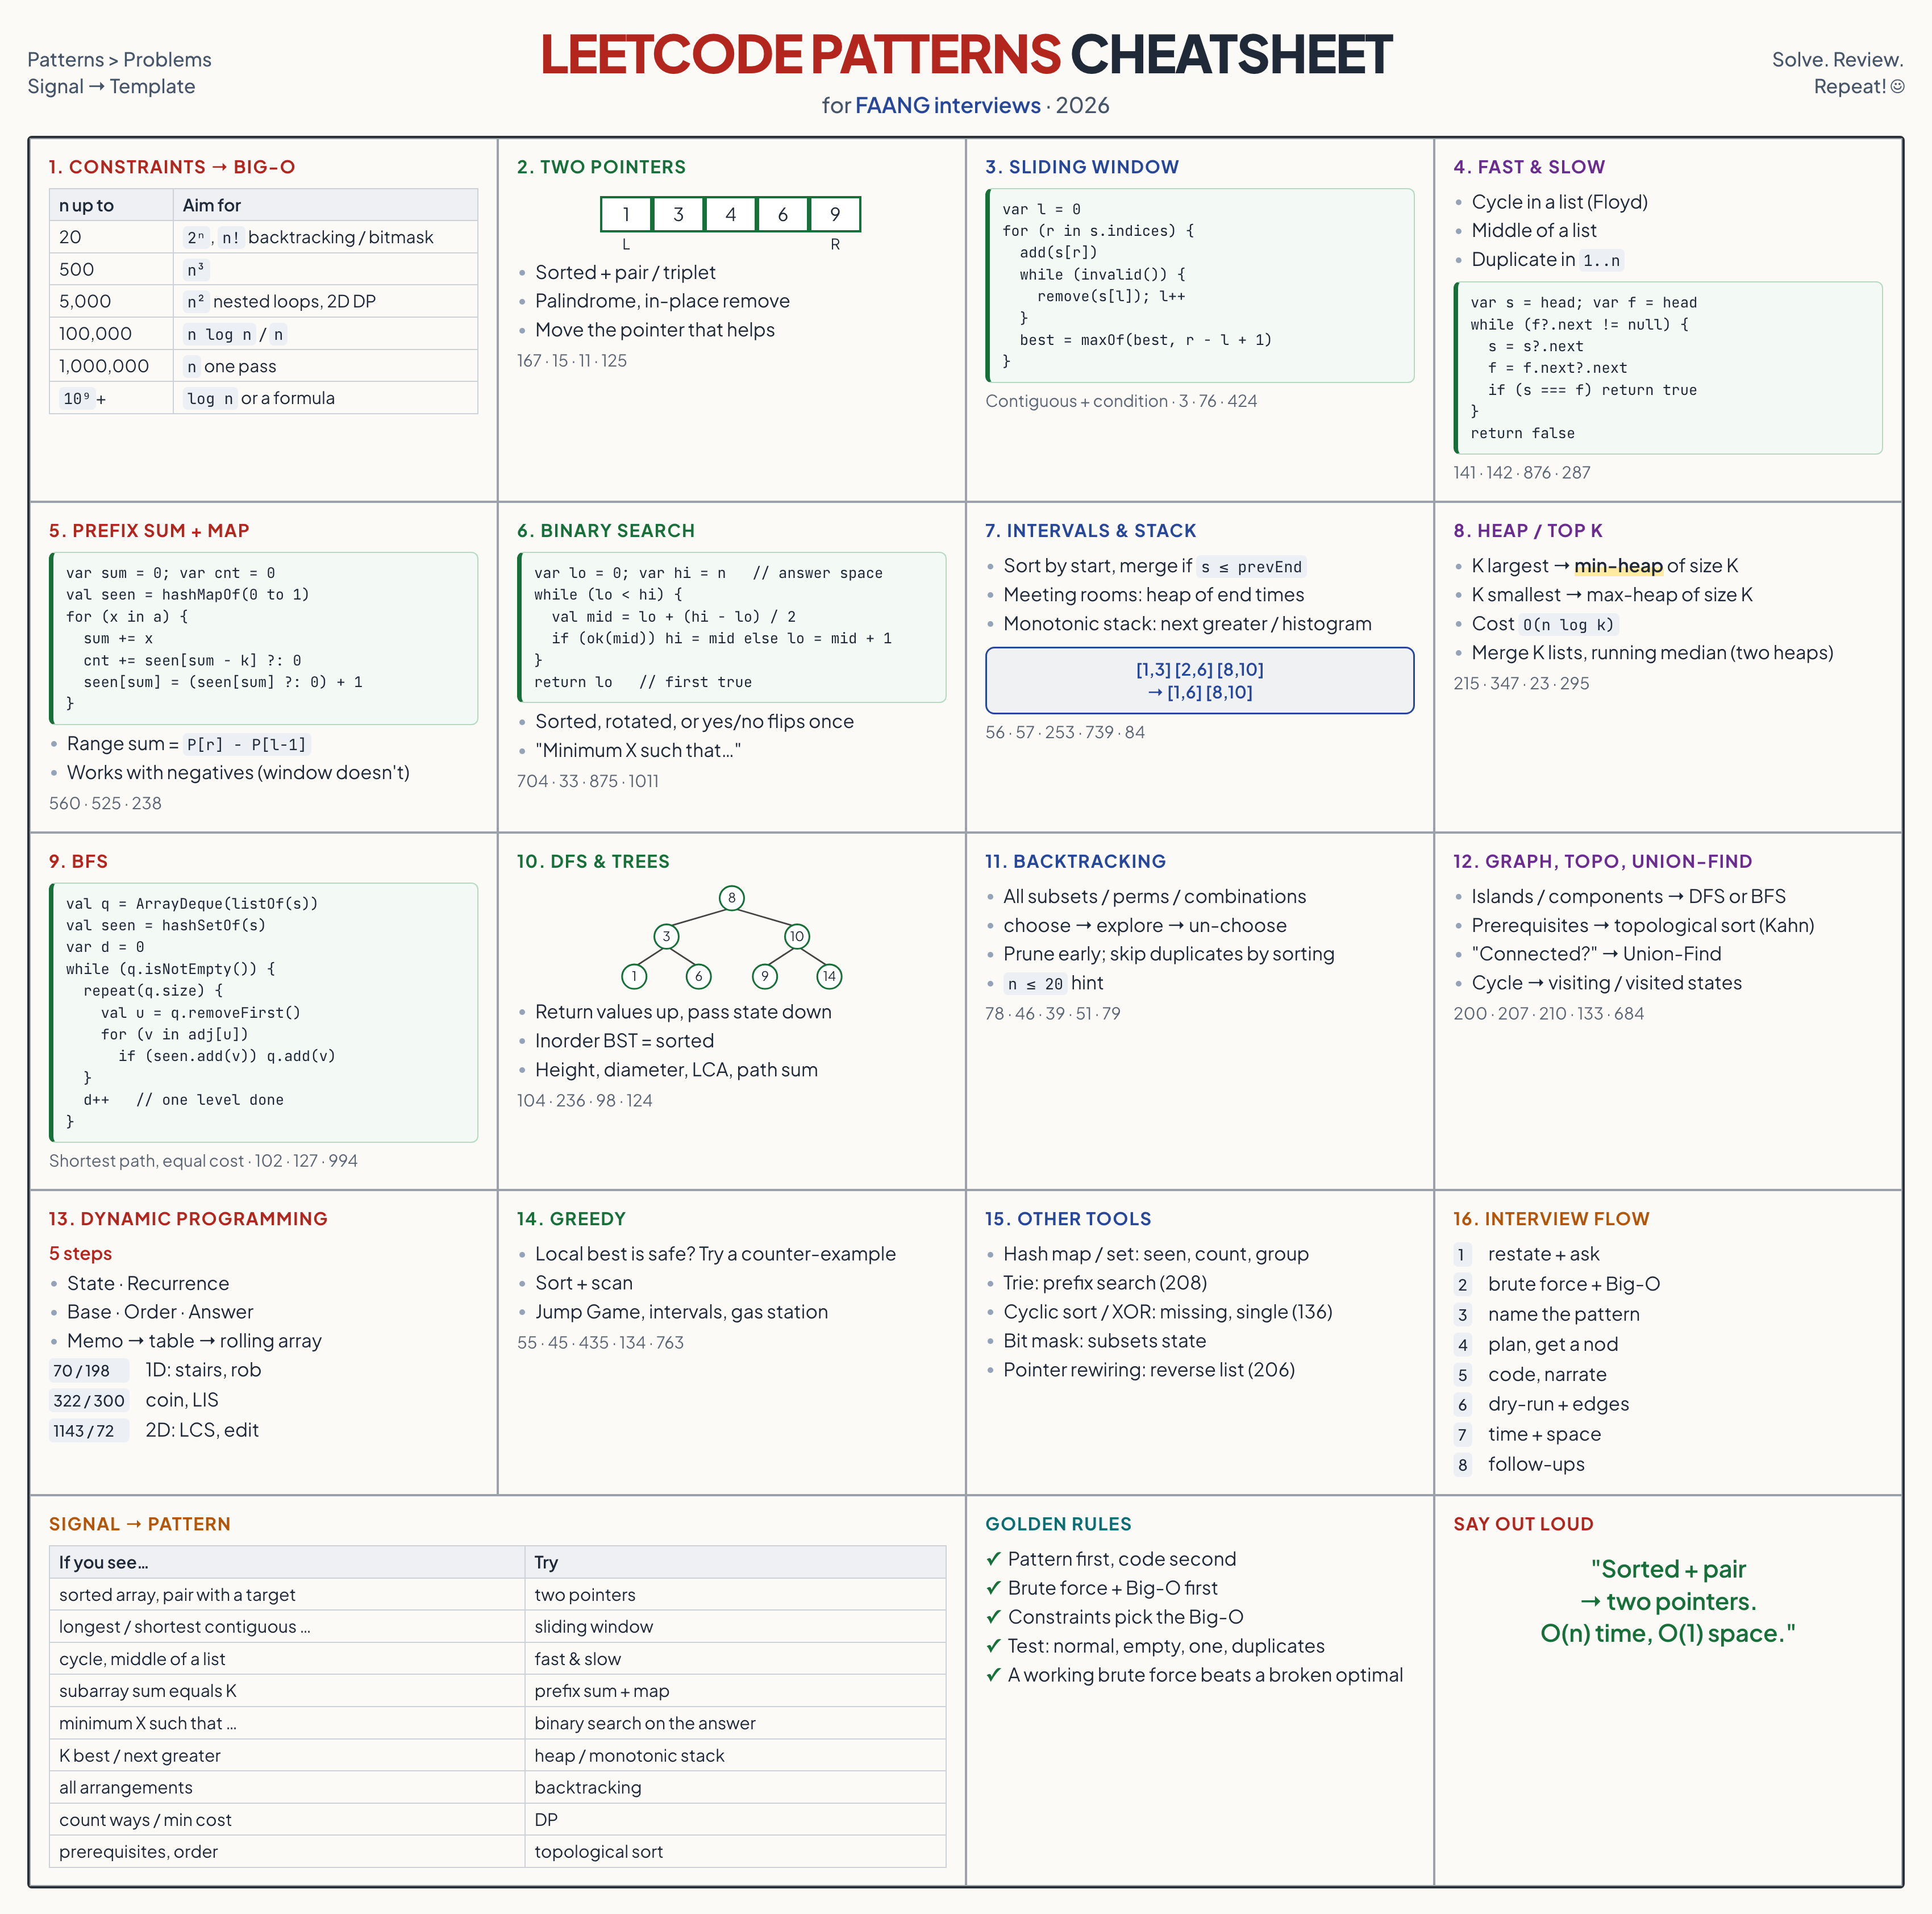 Patterns > Problems
Signal → Template
LEETCODE PATTERNS CHEATSHEET
for FAANG interviews · 2026
Solve. Review.
Repeat! ☺
1. CONSTRAINTS → BIG-O
n up to Aim for
20 2ⁿ, n! backtracking / bitmask
500 n³
5,000 n² nested loops, 2D DP
100,000 n log n / n
1,000,000 n one pass
10⁹ + log n or a formula
2. TWO POINTERS
1 3 4 6 9
L R
• Sorted + pair / triplet
• Palindrome, in-place remove
• Move the pointer that helps
167 · 15 · 11 · 125
3. SLIDING WINDOW
var l = 0
for (r in s.indices) {
  add(s[r])
  while (invalid()) {
    remove(s[l]); l++
  }
  best = maxOf(best, r - l + 1)
}
Contiguous + condition · 3 · 76 · 424
4. FAST & SLOW
• Cycle in a list (Floyd)
• Middle of a list
• Duplicate in 1..n
var s = head; var f = head
while (f?.next != null) {
  s = s?.next
  f = f.next?.next
  if (s === f) return true
}
return false
141 · 142 · 876 · 287
5. PREFIX SUM + MAP
var sum = 0; var cnt = 0
val seen = hashMapOf(0 to 1)
for (x in a) {
  sum += x
  cnt += seen[sum - k] ?: 0
  seen[sum] = (seen[sum] ?: 0) + 1
}
• Range sum = P[r] - P[l-1]
• Works with negatives (window doesn't)
560 · 525 · 238
6. BINARY SEARCH
var lo = 0; var hi = n   // answer space
while (lo < hi) {
  val mid = lo + (hi - lo) / 2
  if (ok(mid)) hi = mid else lo = mid + 1
}
return lo   // first true
• Sorted, rotated, or yes/no flips once
• "Minimum X such that…"
704 · 33 · 875 · 1011
7. INTERVALS & STACK
• Sort by start, merge if s ≤ prevEnd
• Meeting rooms: heap of end times
• Monotonic stack: next greater / histogram
[1,3] [2,6] [8,10]
→ [1,6] [8,10]
56 · 57 · 253 · 739 · 84
8. HEAP / TOP K
• K largest → min-heap of size K
• K smallest → max-heap of size K
• Cost O(n log k)
• Merge K lists, running median (two heaps)
215 · 347 · 23 · 295
9. BFS
val q = ArrayDeque(listOf(s))
val seen = hashSetOf(s)
var d = 0
while (q.isNotEmpty()) {
  repeat(q.size) {
    val u = q.removeFirst()
    for (v in adj[u])
      if (seen.add(v)) q.add(v)
  }
  d++   // one level done
}
Shortest path, equal cost · 102 · 127 · 994
10. DFS & TREES
8
3 10
1 6 9 14
• Return values up, pass state down
• Inorder BST = sorted
• Height, diameter, LCA, path sum
104 · 236 · 98 · 124
11. BACKTRACKING
• All subsets / perms / combinations
• choose → explore → un-choose
• Prune early; skip duplicates by sorting
• n ≤ 20 hint
78 · 46 · 39 · 51 · 79
12. GRAPH, TOPO, UNION-FIND
• Islands / components → DFS or BFS
• Prerequisites → topological sort (Kahn)
• "Connected?" → Union-Find
• Cycle → visiting / visited states
200 · 207 · 210 · 133 · 684
13. DYNAMIC PROGRAMMING
5 steps
• State · Recurrence
• Base · Order · Answer
• Memo → table → rolling array
70 / 198 1D: stairs, rob
322 / 300 coin, LIS
1143 / 72 2D: LCS, edit
14. GREEDY
• Local best is safe? Try a counter-example
• Sort + scan
• Jump Game, intervals, gas station
55 · 45 · 435 · 134 · 763
15. OTHER TOOLS
• Hash map / set: seen, count, group
• Trie: prefix search (208)
• Cyclic sort / XOR: missing, single (136)
• Bit mask: subsets state
• Pointer rewiring: reverse list (206)
16. INTERVIEW FLOW
1 restate + ask
2 brute force + Big-O
3 name the pattern
4 plan, get a nod
5 code, narrate
6 dry-run + edges
7 time + space
8 follow-ups
SIGNAL → PATTERN
If you see… Try
sorted array, pair with a target two pointers
longest / shortest contiguous … sliding window
cycle, middle of a list fast & slow
subarray sum equals K prefix sum + map
minimum X such that … binary search on the answer
K best / next greater heap / monotonic stack
all arrangements backtracking
count ways / min cost DP
prerequisites, order topological sort
GOLDEN RULES
✓ Pattern first, code second
✓ Brute force + Big-O first
✓ Constraints pick the Big-O
✓ Test: normal, empty, one, duplicates
✓ A working brute force beats a broken optimal
SAY OUT LOUD
"Sorted + pair
→ two pointers.
O(n) time, O(1) space."